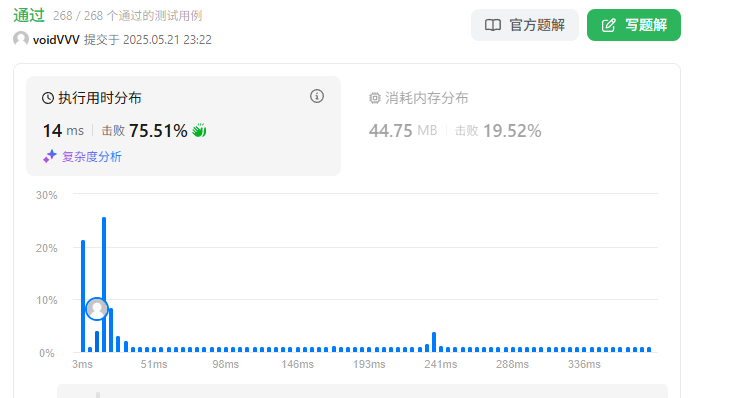 通过 268 / 268 个通过的测试用例
官方题解
写题解
voidVVV 提交于 2025.05.21 23:22
执行用时分布
消耗内存分布
14 ms 击败 75.51%
44.75 MB 击败 19.52%
复杂度分析
30%
20%
10%
0%
3ms 51ms 98ms 146ms 193ms 241ms 288ms 336ms